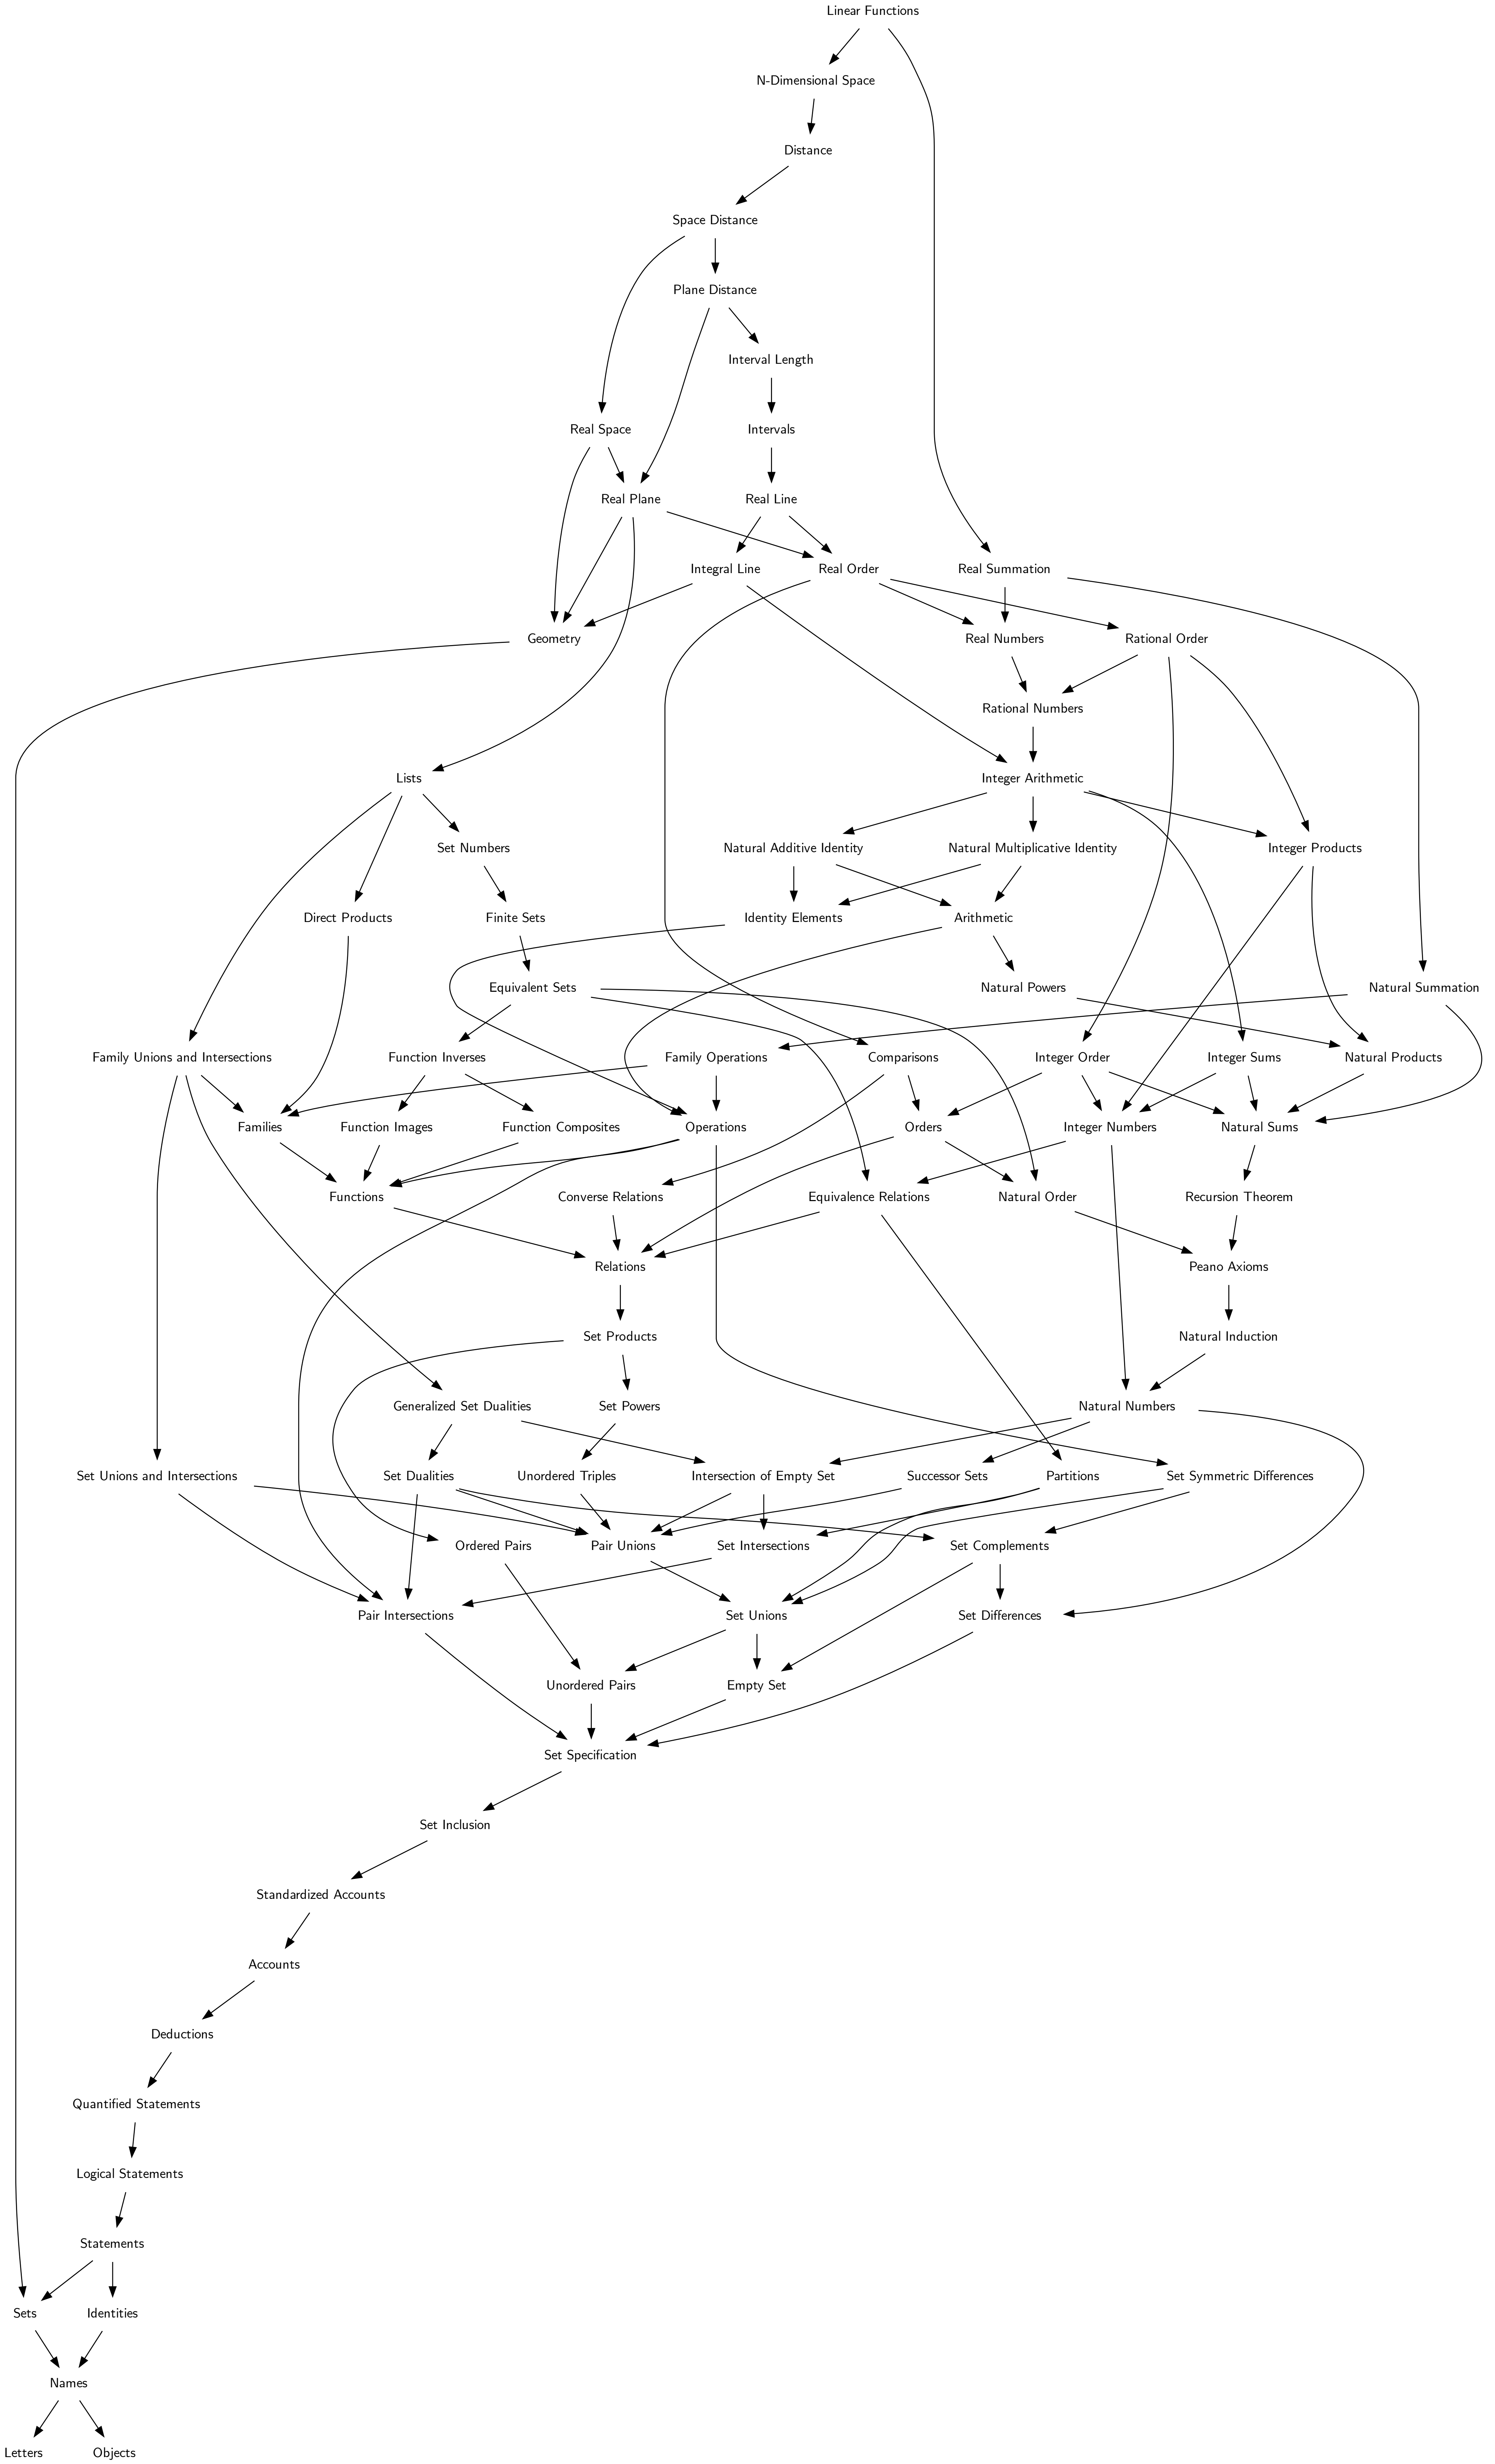 Linear Functions
N-Dimensional Space
Distance
Space Distance
Plane Distance
Interval Length
Real Space
Intervals
Real Plane
Real Line
Integral Line
Real Order
Real Summation
Geometry
Real Numbers
Rational Order
Rational Numbers
Lists
Integer Arithmetic
Set Numbers
Natural Additive Identity
Natural Multiplicative Identity
Integer Products
Direct Products
Finite Sets
Identity Elements
Arithmetic
Equivalent Sets
Natural Powers
Natural Summation
Family Unions and Intersections
Function Inverses
Family Operations
Comparisons
Integer Order
Integer Sums
Natural Products
Families
Function Images
Function Composites
Operations
Orders
Integer Numbers
Natural Sums
Functions
Converse Relations
Equivalence Relations
Natural Order
Recursion Theorem
Relations
Peano Axioms
Set Products
Natural Induction
Generalized Set Dualities
Set Powers
Natural Numbers
Set Unions and Intersections
Set Dualities
Unordered Triples
Intersection of Empty Set
Successor Sets
Partitions
Set Symmetric Differences
Ordered Pairs
Pair Unions
Set Intersections
Set Complements
Pair Intersections
Set Unions
Set Differences
Unordered Pairs
Empty Set
Set Specification
Set Inclusion
Standardized Accounts
Accounts
Deductions
Quantified Statements
Logical Statements
Statements
Sets
Identities
Names
Letters
Objects